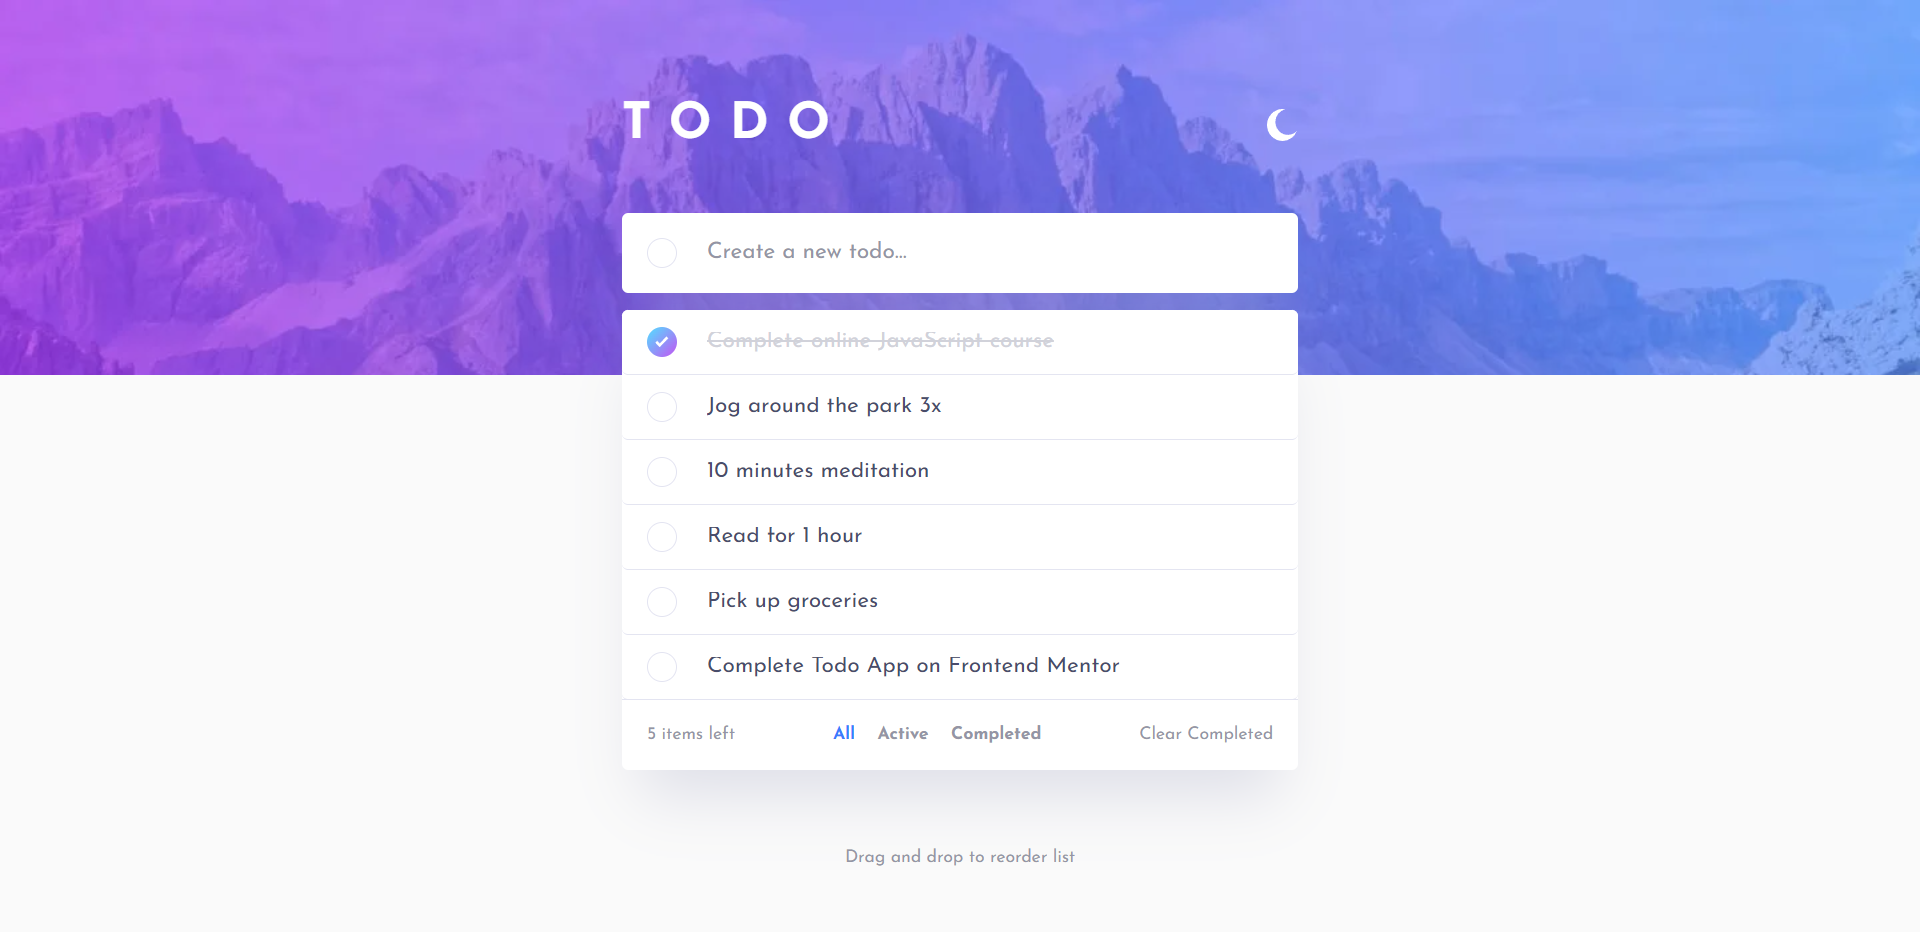 TODO
Create a new todo...
Complete online JavaScript course
Jog around the park 3x
10 minutes meditation
Read for 1 hour
Pick up groceries
Complete Todo App on Frontend Mentor
5 items left All Active Completed Clear Completed
Drag and drop to reorder list